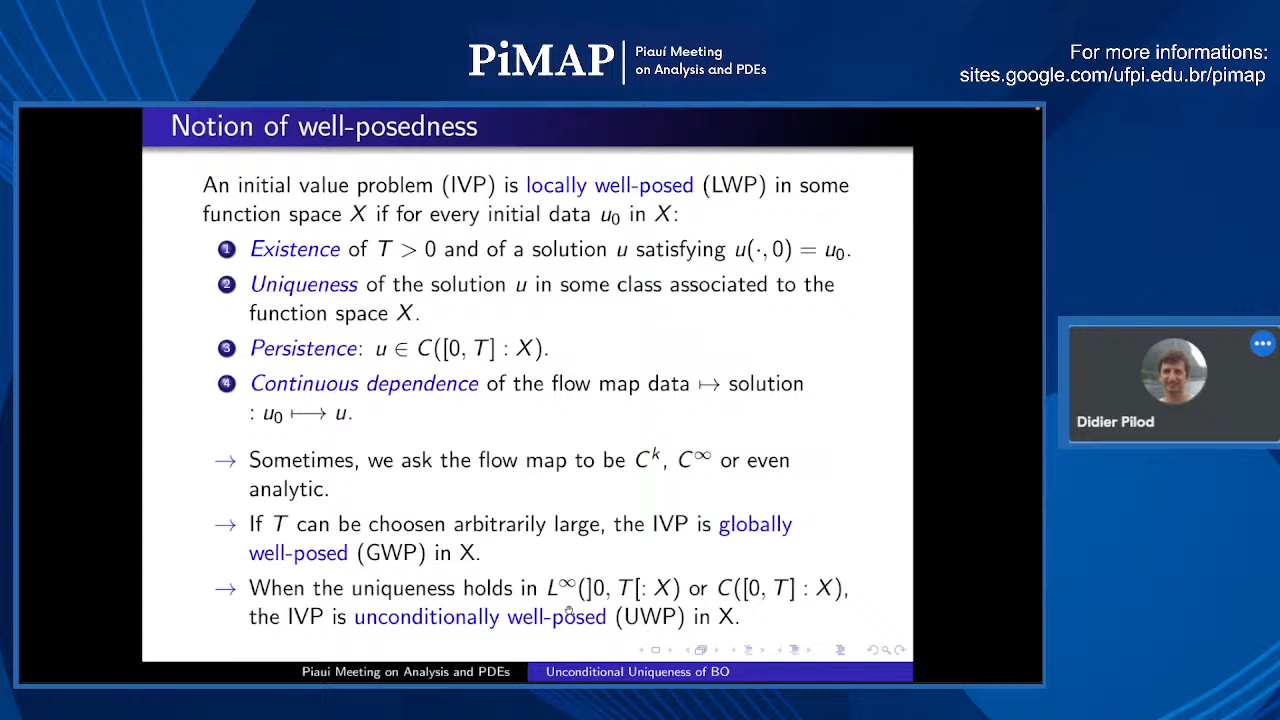 PiMAP
Piauí Meeting
on Analysis and PDEs
For more informations:
sites.google.com/ufpi.edu.br/pimap
Notion of well-posedness
An initial value problem (IVP) is locally well-posed (LWP) in some
function space X if for every initial data u₀ in X:
1 Existence of T > 0 and of a solution u satisfying u(·, 0) = u₀.
2 Uniqueness of the solution u in some class associated to the
function space X.
3 Persistence: u ∈ C([0, T] : X).
4 Continuous dependence of the flow map data ↦ solution
: u₀ ⟼ u.
→ Sometimes, we ask the flow map to be Cᵏ, C^∞ or even
analytic.
→ If T can be choosen arbitrarily large, the IVP is globally
well-posed (GWP) in X.
→ When the uniqueness holds in L^∞(]0, T[: X) or C([0, T] : X),
the IVP is unconditionally well-posed (UWP) in X.
Piaui Meeting on Analysis and PDEs
Unconditional Uniqueness of BO
Didier Pilod